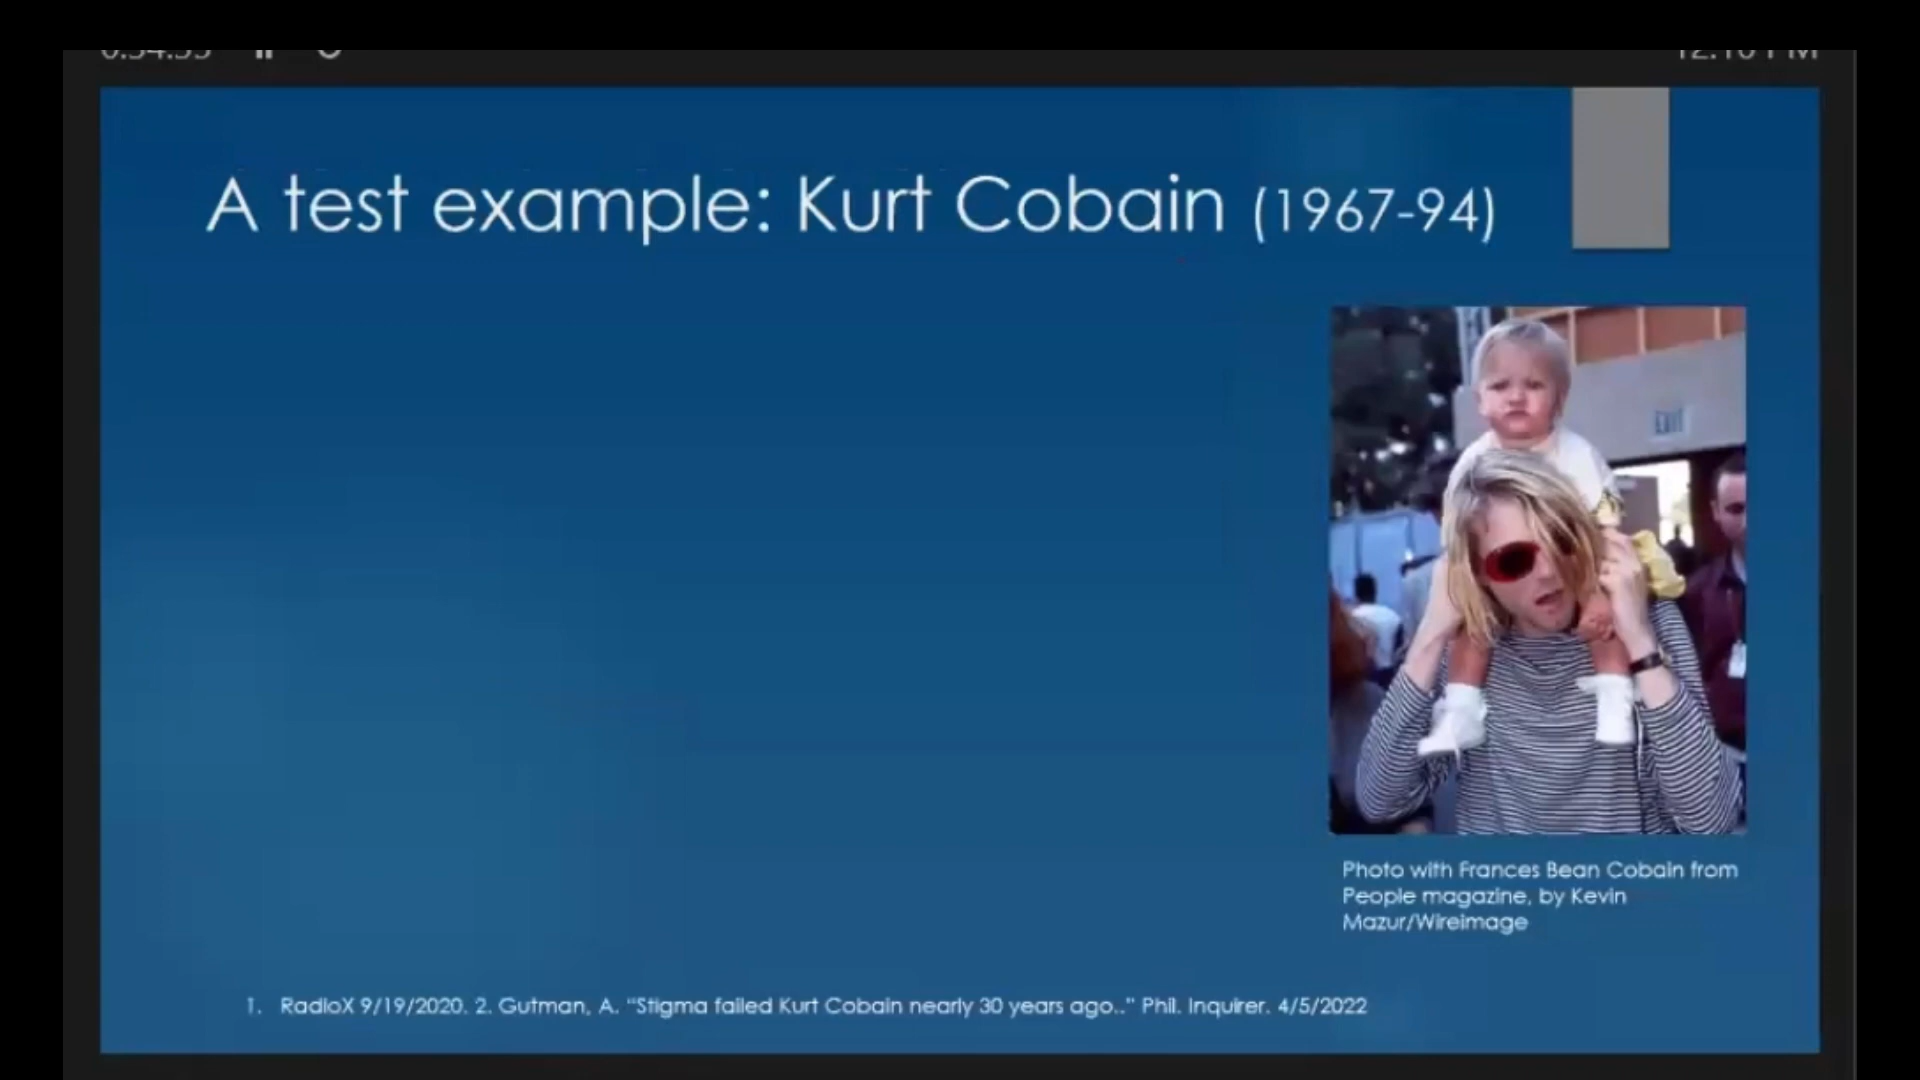 A test example: Kurt Cobain (1967-94)
EXIT
Photo with Frances Bean Cobain from
People magazine, by Kevin
Mazur/WireImage
1. RadioX 9/19/2020. 2. Gutman, A. “Stigma failed Kurt Cobain nearly 30 years ago..” Phil. Inquirer. 4/5/2022